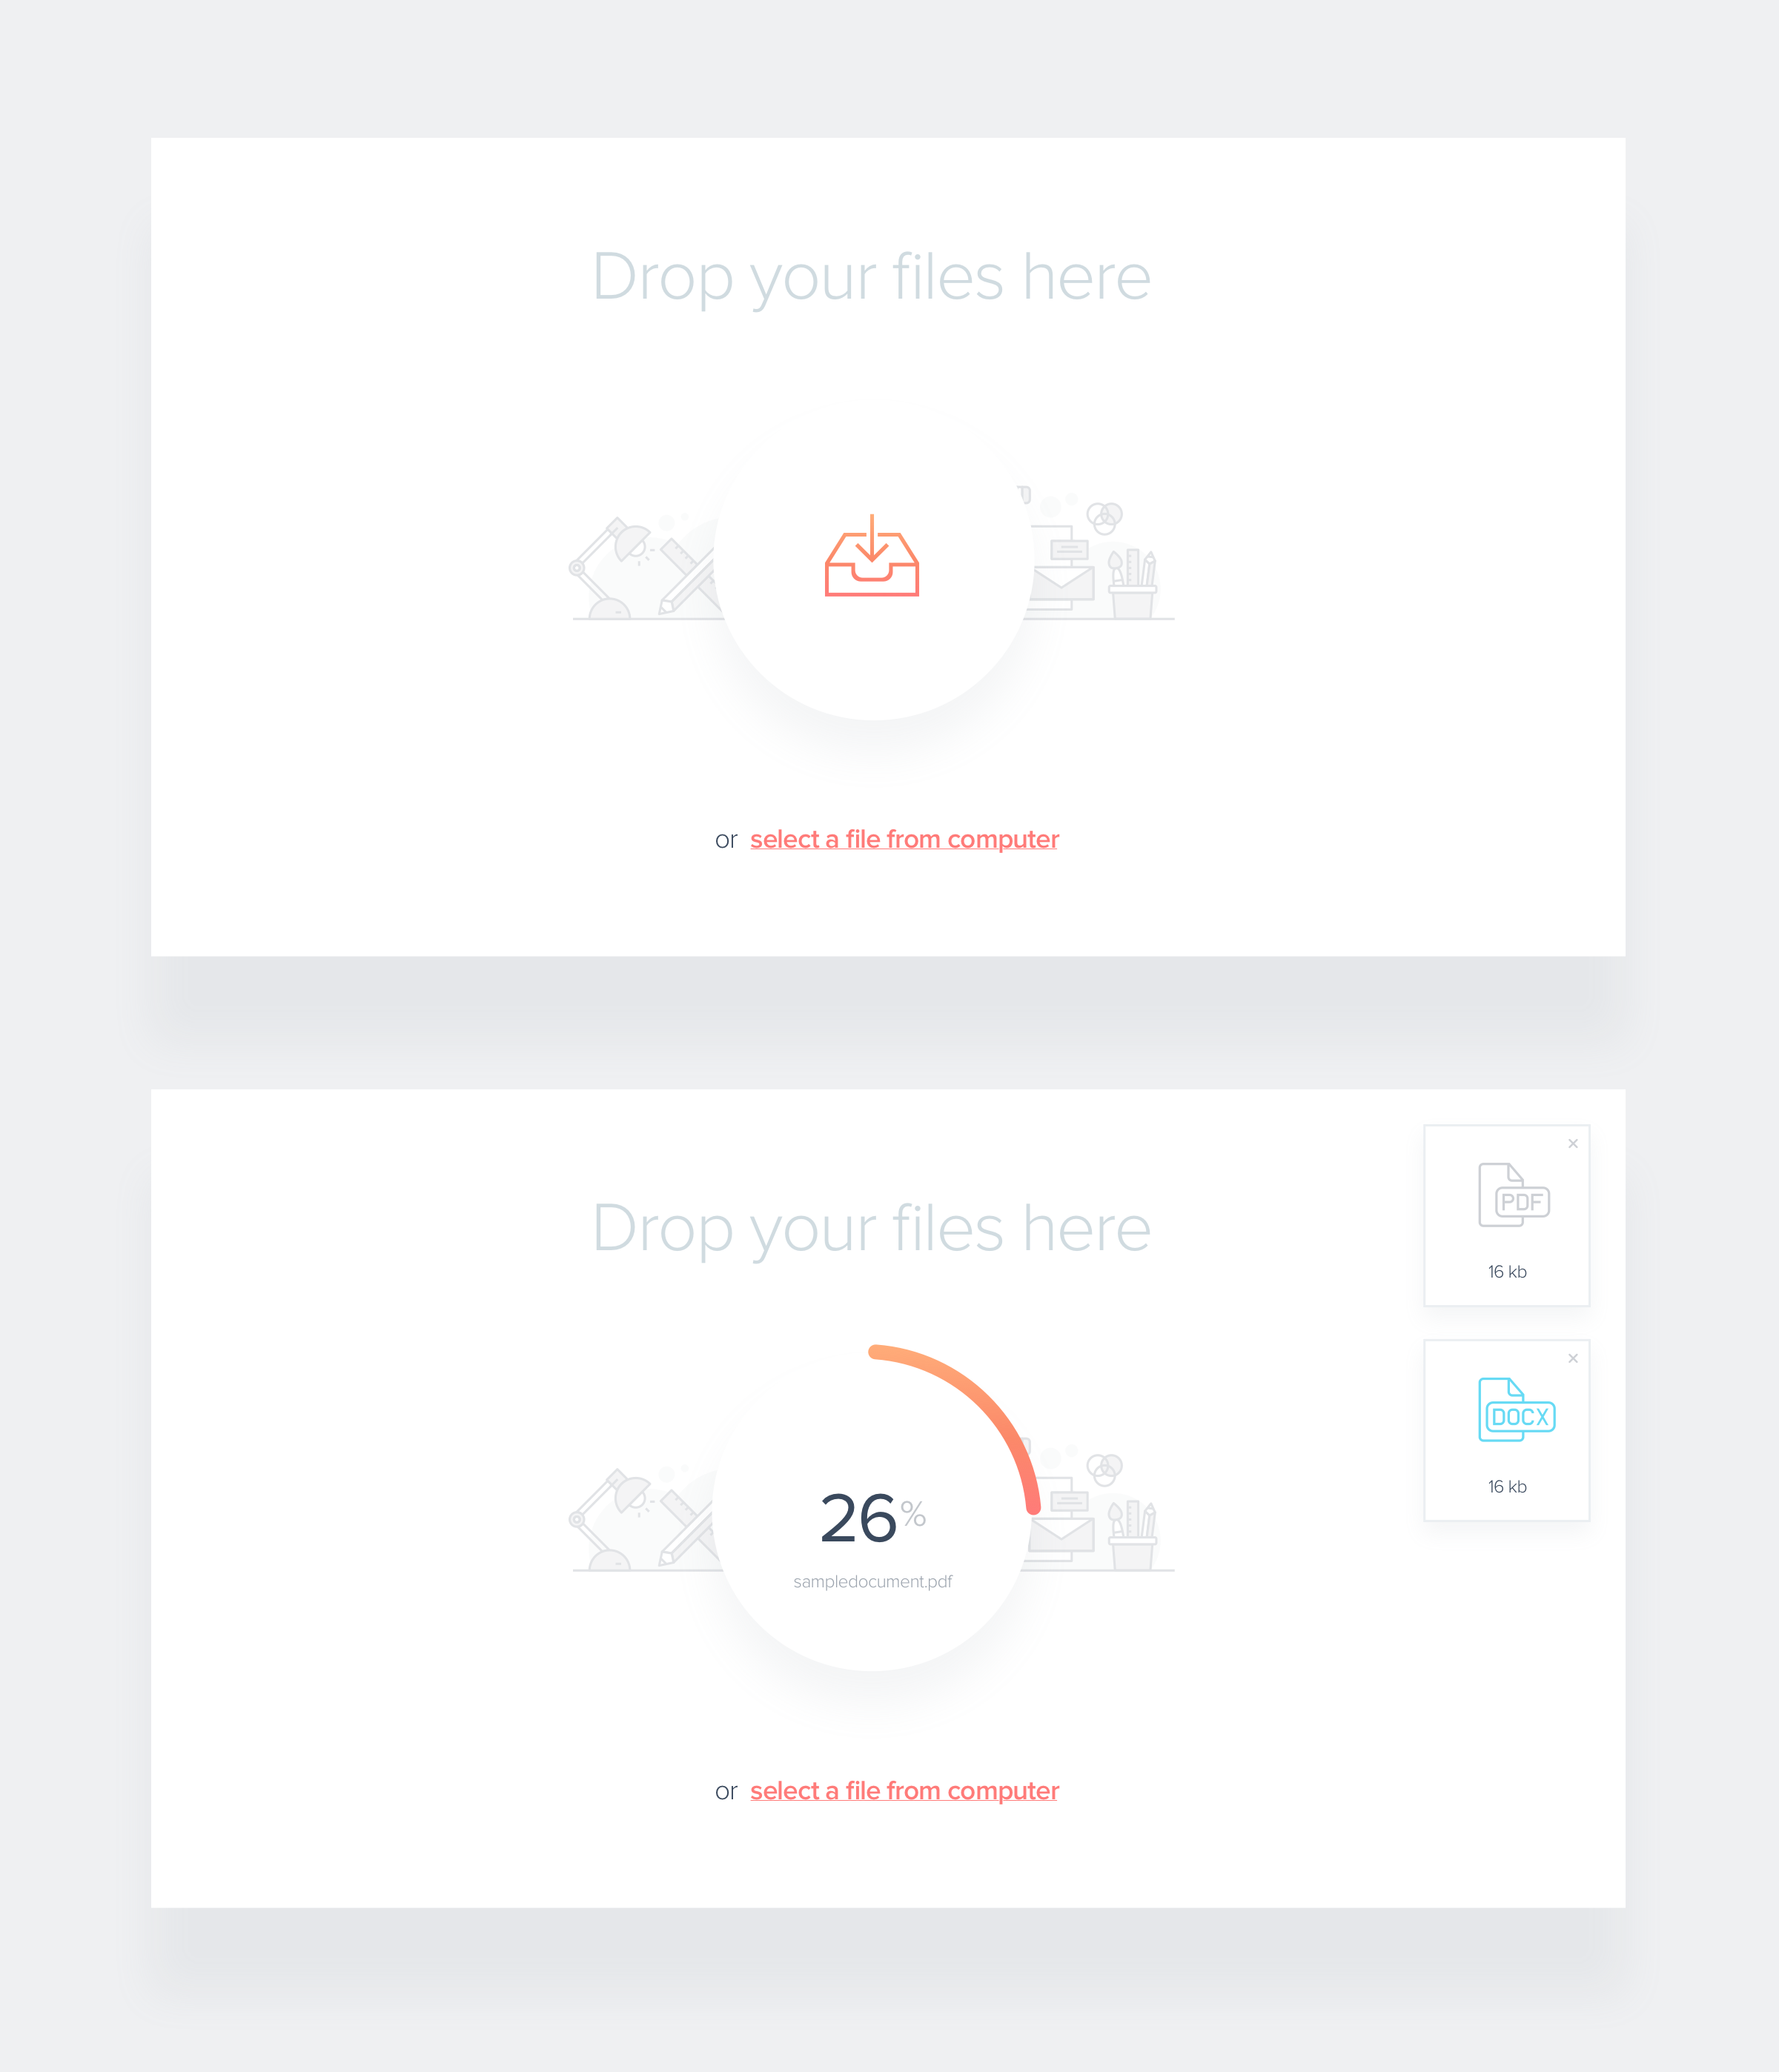 Drop your files here
or select a file from computer
Drop your files here
PDF
16 kb
DOCX
16 kb
26%
sampledocument.pdf
or select a file from computer